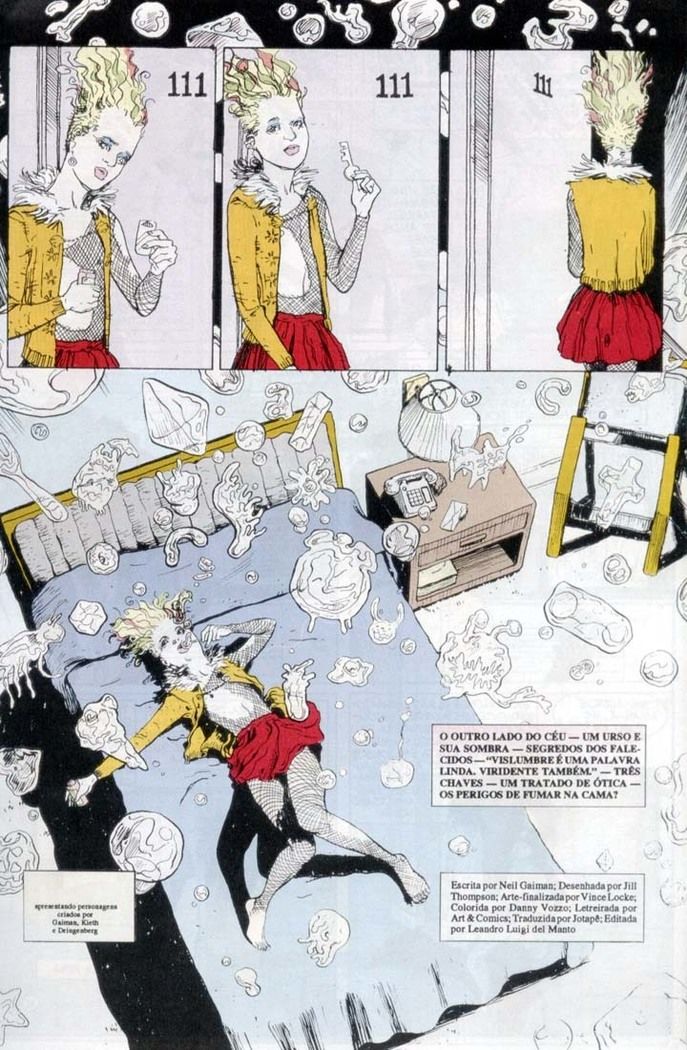 111
111
111
O OUTRO LADO DO CÉU — UM URSO E
SUA SOMBRA — SEGREDOS DOS FALE-
CIDOS — “VISLUMBRE É UMA PALAVRA
LINDA. VIRIDENTE TAMBÉM.” — TRÊS
CHAVES — UM TRATADO DE ÓTICA —
OS PERIGOS DE FUMAR NA CAMA?
apresentando personagens
criados por
Gaiman, Kieth
e Dringenberg
Escrita por Neil Gaiman; Desenhada por Jill
Thompson; Arte-finalizada por Vince Locke;
Colorida por Danny Vozzo; Letreirada por
Art & Comics; Traduzida por Jotapê; Editada
por Leandro Luigi del Manto